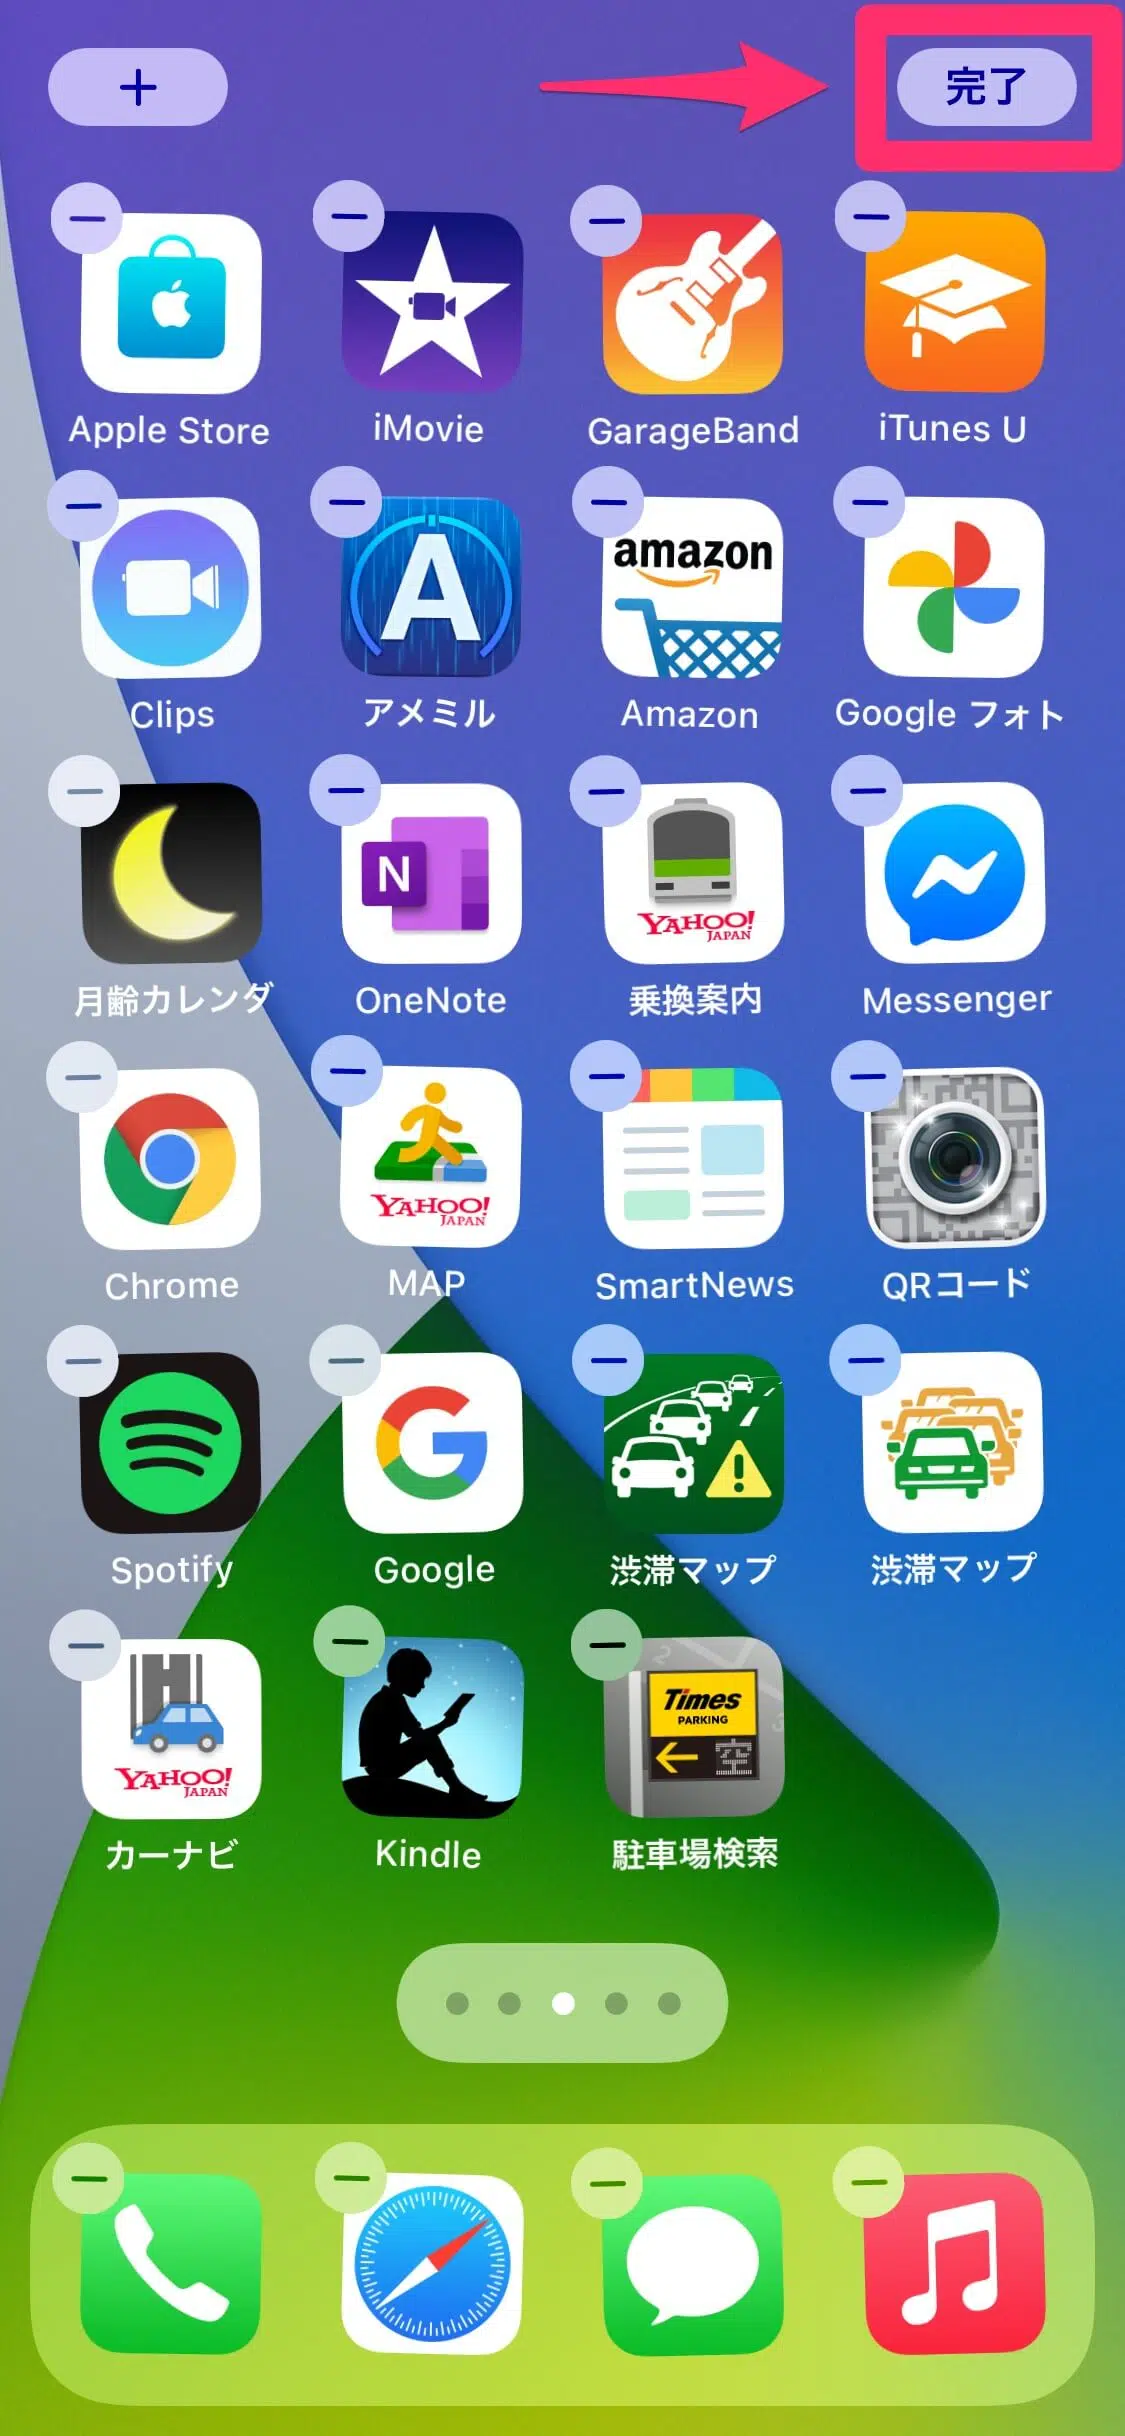 +
完了
Apple Store
iMovie
GarageBand
iTunes U
A
amazon
Clips
アメミル
Amazon
Google フォト
N
YAHOO!
JAPAN
月齢カレンダ
OneNote
乗換案内
Messenger
YAHOO!
JAPAN
Chrome
MAP
SmartNews
QRコード
G
Spotify
Google
渋滞マップ
渋滞マップ
YAHOO!
JAPAN
Times
PARKING
空
カーナビ
Kindle
駐車場検索